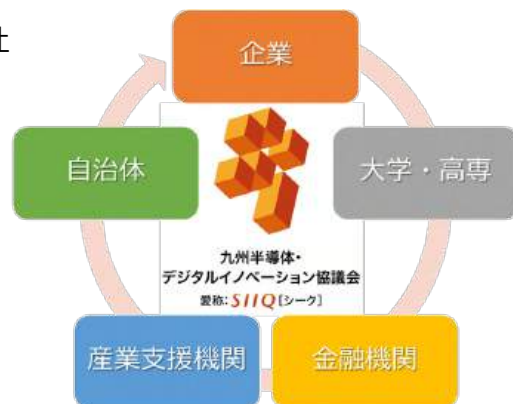 社
企業
自治体
大学・高専
九州半導体・
デジタルイノベーション協議会
愛称：SIIQ［シーク］
産業支援機関
金融機関